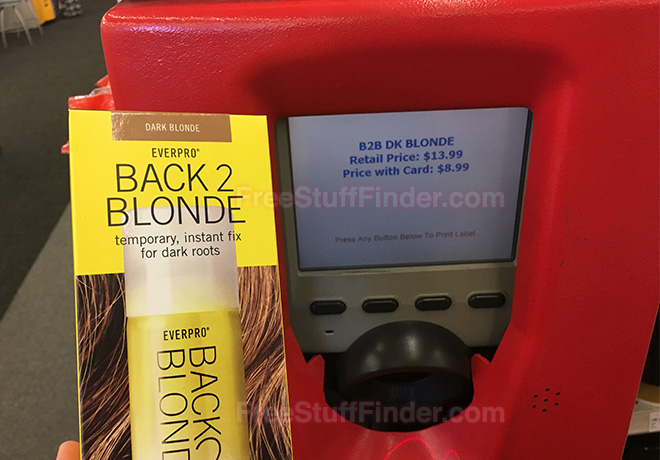 DARK BLONDE
EVERPRO®
BACK 2
BLONDE
temporary, instant fix
for dark roots
EVERPRO®
BACK
BLOND
B2B DK BLONDE
Retail Price: $13.99
Price with Card: $8.99
Press Any Button Below To Print Label
FreeStuffFinder.com
FreeStuffFinder.com